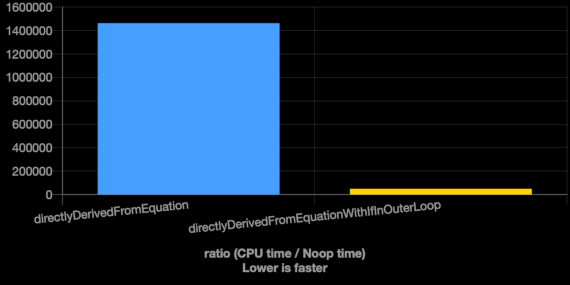 1600000
1400000
1200000
1000000
800000
600000
400000
200000
0
directlyDerivedFromEquation
directlyDerivedFromEquationWithIfInOuterLoop
ratio (CPU time / Noop time)
Lower is faster